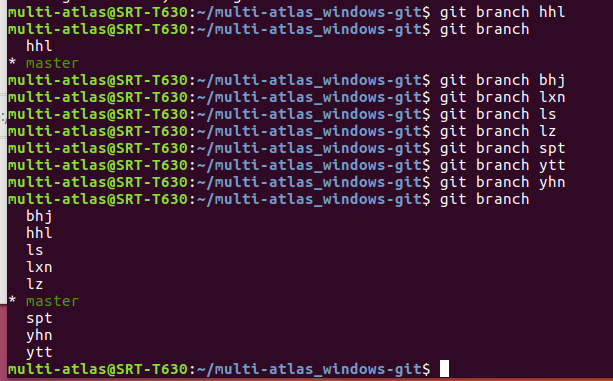 multi-atlas@SRT-T630:~/multi-atlas_windows-git$ git branch hhl
multi-atlas@SRT-T630:~/multi-atlas_windows-git$ git branch
  hhl
* master
multi-atlas@SRT-T630:~/multi-atlas_windows-git$ git branch bhj
multi-atlas@SRT-T630:~/multi-atlas_windows-git$ git branch lxn
multi-atlas@SRT-T630:~/multi-atlas_windows-git$ git branch ls
multi-atlas@SRT-T630:~/multi-atlas_windows-git$ git branch lz
multi-atlas@SRT-T630:~/multi-atlas_windows-git$ git branch spt
multi-atlas@SRT-T630:~/multi-atlas_windows-git$ git branch ytt
multi-atlas@SRT-T630:~/multi-atlas_windows-git$ git branch yhn
multi-atlas@SRT-T630:~/multi-atlas_windows-git$ git branch
  bhj
  hhl
  ls
  lxn
  lz
* master
  spt
  yhn
  ytt
multi-atlas@SRT-T630:~/multi-atlas_windows-git$